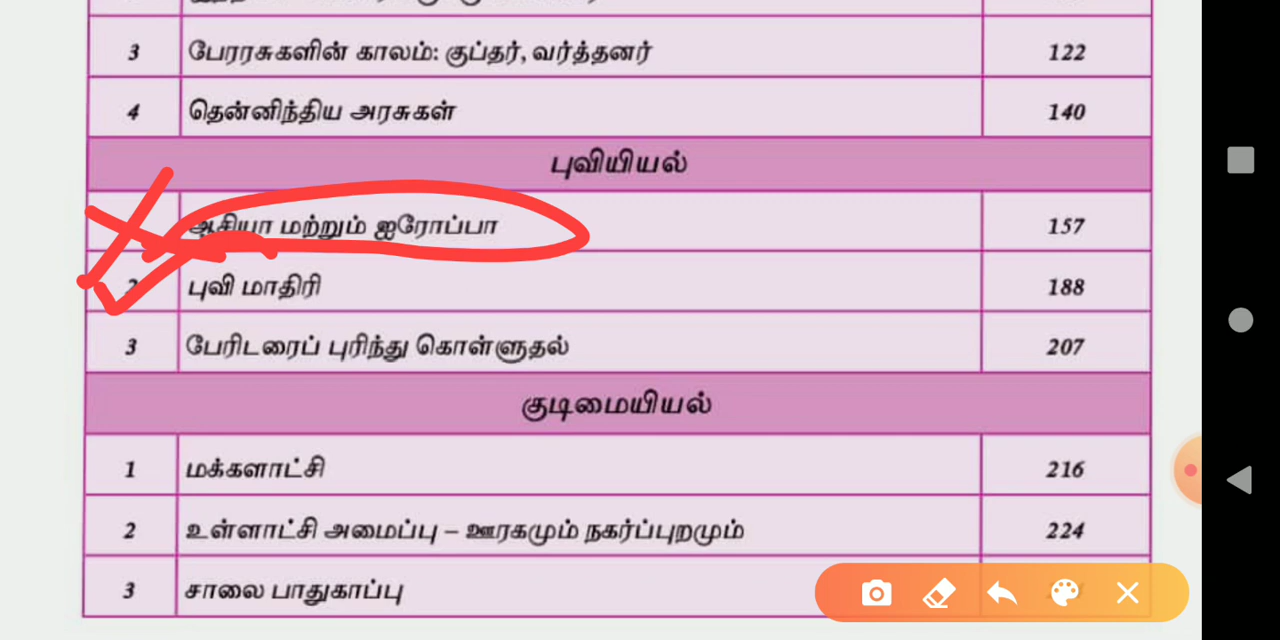 3 பேரரசுகளின் காலம்: குப்தர், வர்த்தனர் 122
4 தென்னிந்திய அரசுகள் 140
புவியியல்
ஆசியா மற்றும் ஐரோப்பா 157
2 புவி மாதிரி 188
3 பேரிடரைப் புரிந்து கொள்ளுதல் 207
குடிமையியல்
1 மக்களாட்சி 216
2 உள்ளாட்சி அமைப்பு – ஊரகமும் நகர்ப்புறமும் 224
3 சாலை பாதுகாப்பு